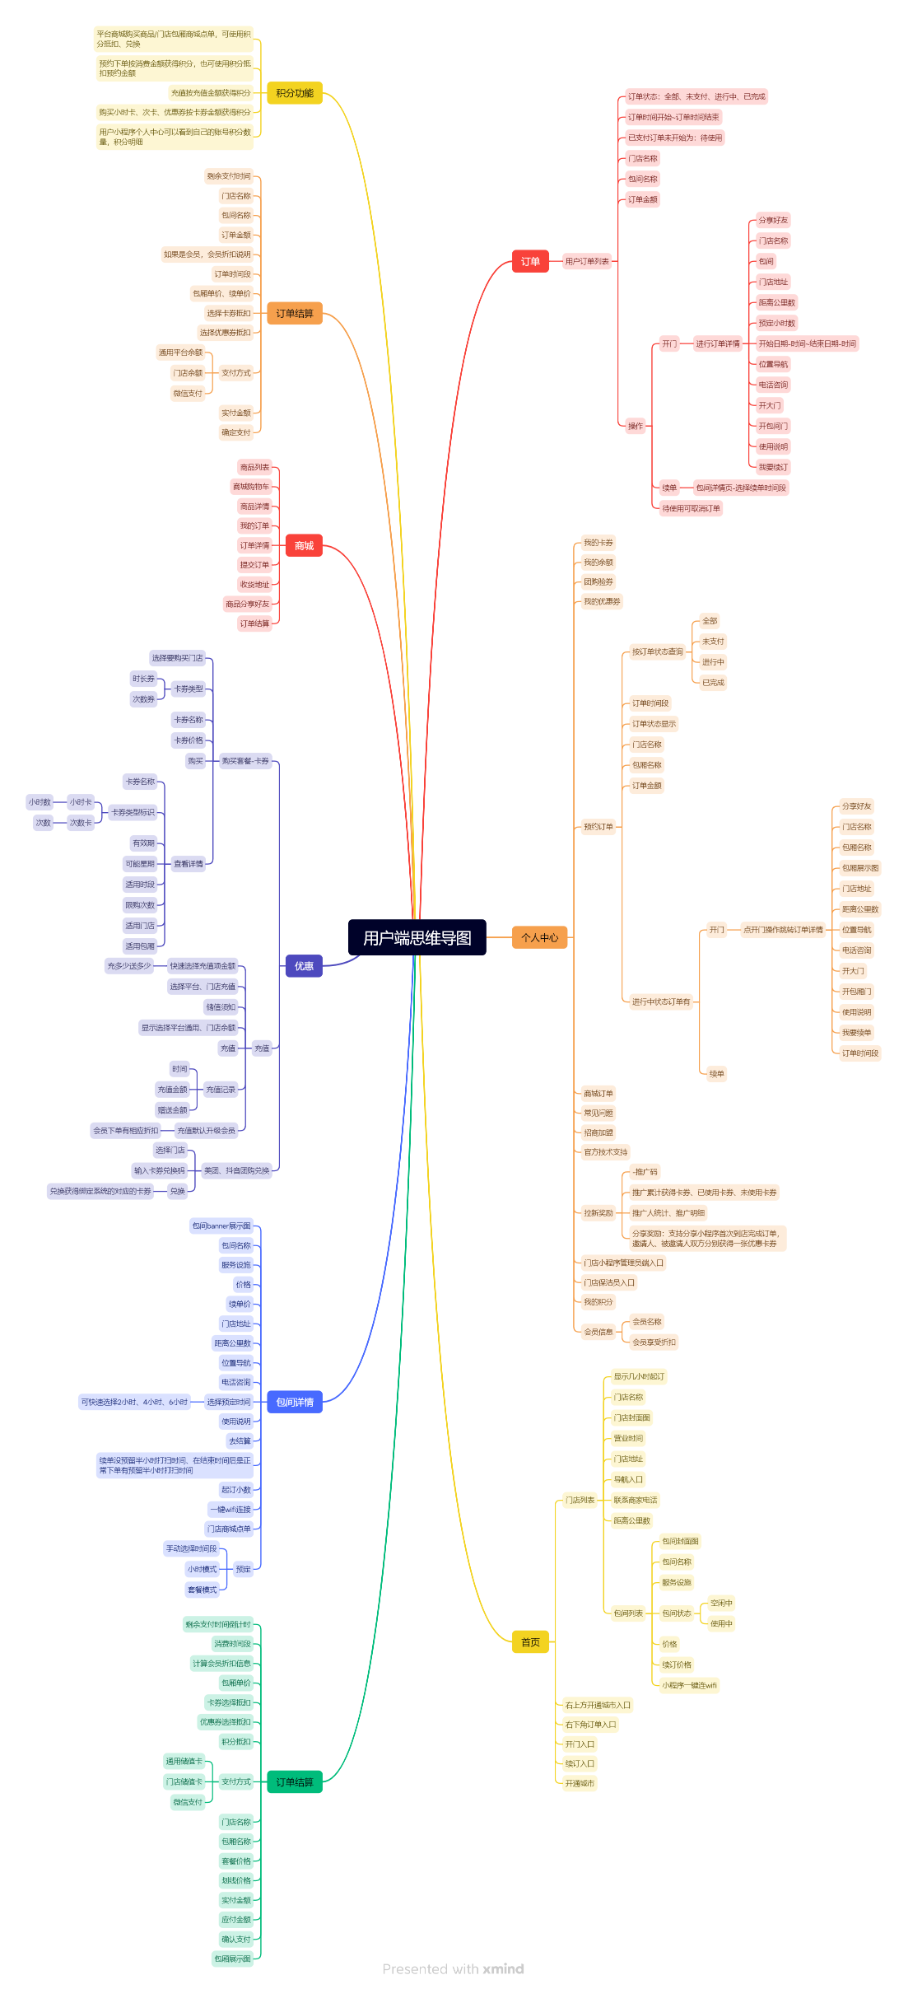 平台商城购买商品/门店包厢商城点单，可使用积
分抵扣、兑换
预约下单按消费金额获得积分，也可使用积分抵
扣预约金额
充值按充值金额获得积分
购买小时卡、次卡、优惠券按卡券金额获得积分
用户小程序个人中心可以看到自己的账号积分数
量，积分明细
积分功能
剩余支付时间
门店名称
包间名称
订单金额
如果是会员，会员折扣说明
订单时间段
包厢单价、续单价
选择卡券抵扣
选择优惠券抵扣
通用平台余额
门店余额
微信支付
支付方式
实付金额
确定支付
订单结算
商品列表
商城购物车
商品详情
我的订单
订单详情
提交订单
收货地址
商品分享好友
订单结算
商城
选择要购买门店
时长券
次数券
卡券类型
卡券名称
卡券价格
购买
购买套餐-卡券
卡券名称
小时数
小时卡
次数
次数卡
卡券类型标识
有效期
可能星期
适用时段
限购次数
适用门店
适用包厢
查看详情
充多少送多少
快速选择充值项金额
选择平台、门店充值
储值须知
显示选择平台通用、门店余额
充值
充值
时间
充值金额
赠送金额
充值记录
会员下单有相应折扣
充值默认升级会员
选择门店
输入卡券兑换码
兑换获得绑定系统的对应的卡券
兑换
美团、抖音团购兑换
优惠
包间banner展示图
包间名称
服务设施
价格
续单价
门店地址
距离公里数
位置导航
电话咨询
可快速选择2小时、4小时、6小时
选择预定时间
使用说明
去结算
续单没预留半小时打扫时间、在结束时间后是正
常下单有预留半小时打扫时间
起订小数
一键wifi连接
门店商城点单
手动选择时间段
小时模式
套餐模式
预定
包间详情
剩余支付时间倒计时
消费时间段
计算会员折扣信息
包厢单价
卡券选择抵扣
优惠券选择抵扣
积分抵扣
通用储值卡
门店储值卡
微信支付
支付方式
门店名称
包厢名称
套餐价格
划线价格
实付金额
应付金额
确认支付
包厢展示图
订单结算
用户端思维导图
订单
用户订单列表
订单状态：全部、未支付、进行中、已完成
订单时间开始~订单时间结束
已支付订单未开始为：待使用
门店名称
包间名称
订单金额
操作
开门
进行订单详情
分享好友
门店名称
包间
门店地址
距离公里数
预定小时数
开始日期-时间~结束日期-时间
位置导航
电话咨询
开大门
开包间门
使用说明
我要续订
续单
包间详情页-选择续单时间段
待使用可取消订单
个人中心
我的卡券
我的余额
团购验券
我的优惠券
预约订单
按订单状态查询
全部
未支付
进行中
已完成
订单时间段
订单状态显示
门店名称
包厢名称
订单金额
进行中状态订单有
开门
点开门操作跳转订单详情
分享好友
门店名称
包厢名称
包厢展示图
门店地址
距离公里数
位置导航
电话咨询
开大门
开包厢门
使用说明
我要续单
订单时间段
续单
商城订单
常见问题
招商加盟
官方技术支持
拉新奖励
-推广码
推广累计获得卡券、已使用卡券、未使用卡券
推广人统计、推广明细
分享奖励：支持分享小程序首次到店完成订单，
邀请人、被邀请人双方分别获得一张优惠卡券
门店小程序管理员端入口
门店保洁员入口
我的积分
会员信息
会员名称
会员享受折扣
首页
门店列表
显示几小时起订
门店名称
门店封面图
营业时间
门店地址
导航入口
联系商家电话
距离公里数
包间列表
包间封面图
包间名称
服务设施
包间状态
空闲中
使用中
价格
续订价格
小程序一键连wifi
右上方开通城市入口
右下角订单入口
开门入口
续订入口
开通城市
Presented with xmind